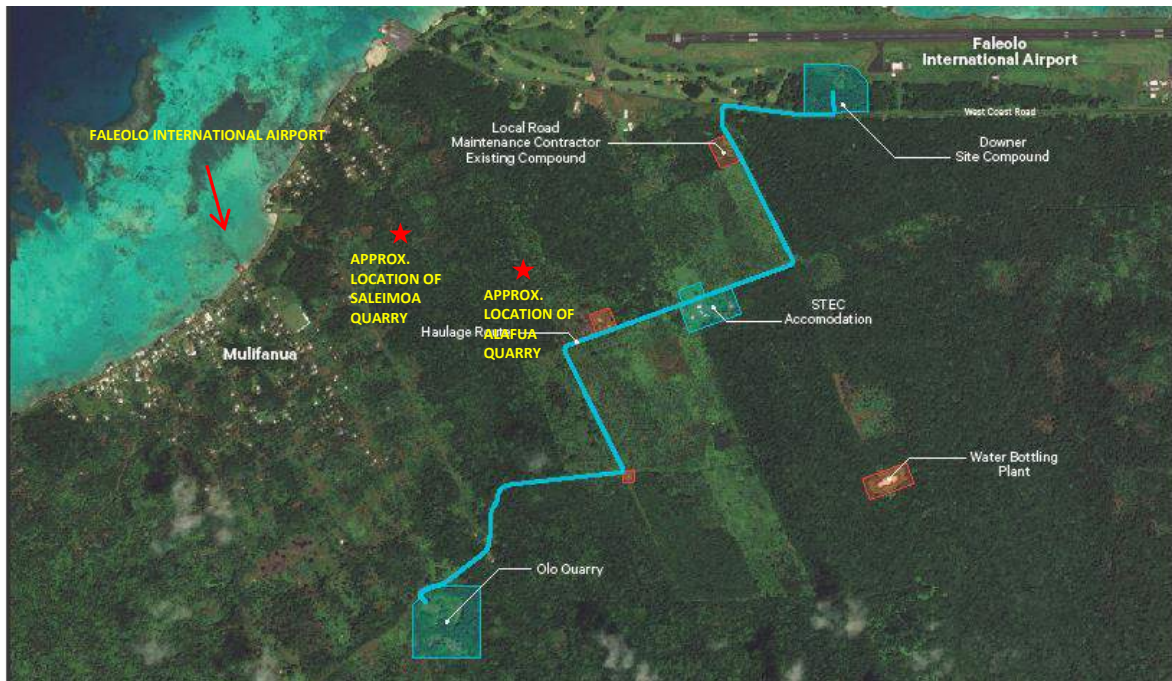 Faleolo
International Airport
West Coast Road
Downer
Site Compound
Local Road
Maintenance Contractor
Existing Compound
FALEOLO INTERNATIONAL AIRPORT
APPROX.
LOCATION OF
SALEIMOA
QUARRY
APPROX.
LOCATION OF
ALAFUA
QUARRY
STEC
Accomodation
Haulage Route
Mulifanua
Water Bottling
Plant
Olo Quarry